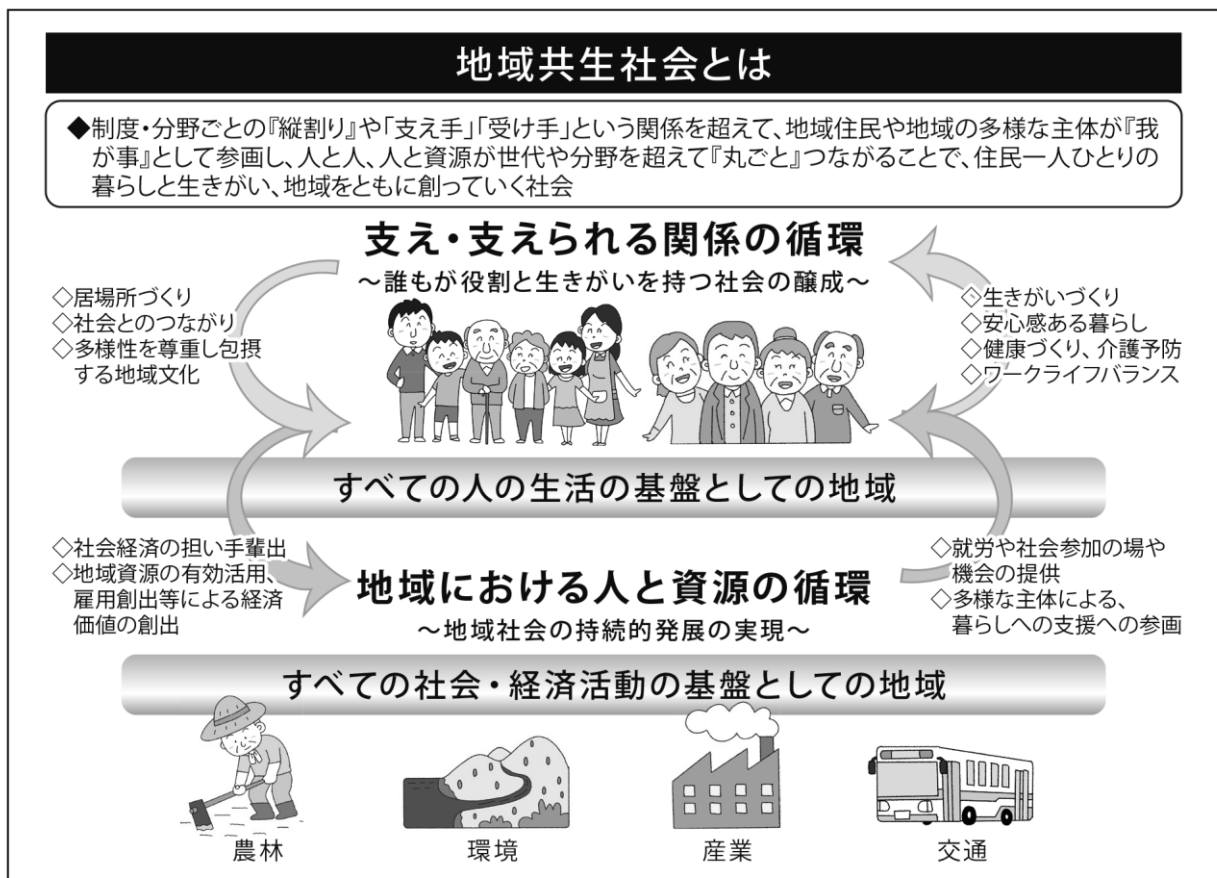 地域共生社会とは
◆制度・分野ごとの『縦割り』や「支え手」「受け手」という関係を超えて、地域住民や地域の多様な主体が『我
が事』として参画し、人と人、人と資源が世代や分野を超えて『丸ごと』つながることで、住民一人ひとりの
暮らしと生きがい、地域をともに創っていく社会
支え・支えられる関係の循環
～誰もが役割と生きがいを持つ社会の醸成～
◇居場所づくり
◇社会とのつながり
◇多様性を尊重し包摂
する地域文化
◇生きがいづくり
◇安心感ある暮らし
◇健康づくり、介護予防
◇ワークライフバランス
すべての人の生活の基盤としての地域
◇社会経済の担い手輩出
◇地域資源の有効活用、
雇用創出等による経済
価値の創出
地域における人と資源の循環
～地域社会の持続的発展の実現～
◇就労や社会参加の場や
機会の提供
◇多様な主体による、
暮らしへの支援への参画
すべての社会・経済活動の基盤としての地域
農林
環境
産業
交通